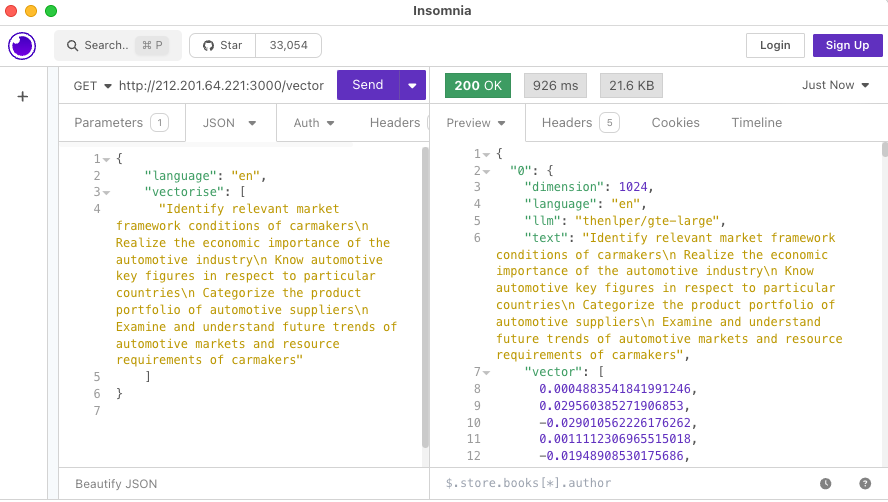 Insomnia
Search.. ⌘ P
Star 33,054
Login
Sign Up
GET http://212.201.64.221:3000/vector Send
200 OK 926 ms 21.6 KB Just Now
Parameters 1 JSON Auth Headers
Preview Headers 5 Cookies Timeline
1 {
2 "language": "en",
3 "vectorise": [
4 "Identify relevant market
framework conditions of carmakers\n
Realize the economic importance of the
automotive industry\n Know automotive
key figures in respect to particular
countries\n Categorize the product
portfolio of automotive suppliers\n
Examine and understand future trends of
automotive markets and resource
requirements of carmakers"
5 ]
6 }
7
1 {
2 "0": {
3 "dimension": 1024,
4 "language": "en",
5 "llm": "thenlper/gte-large",
6 "text": "Identify relevant market framework
conditions of carmakers\n Realize the economic
importance of the automotive industry\n Know
automotive key figures in respect to particular
countries\n Categorize the product portfolio of
automotive suppliers\n Examine and understand
future trends of automotive markets and resource
requirements of carmakers",
7 "vector": [
8 0.0004883541841991246,
9 0.029560385271906853,
10 -0.029010562226176262,
11 0.0011112306965515018,
12 -0.01948908530175686,
Beautify JSON
$.store.books[*].author